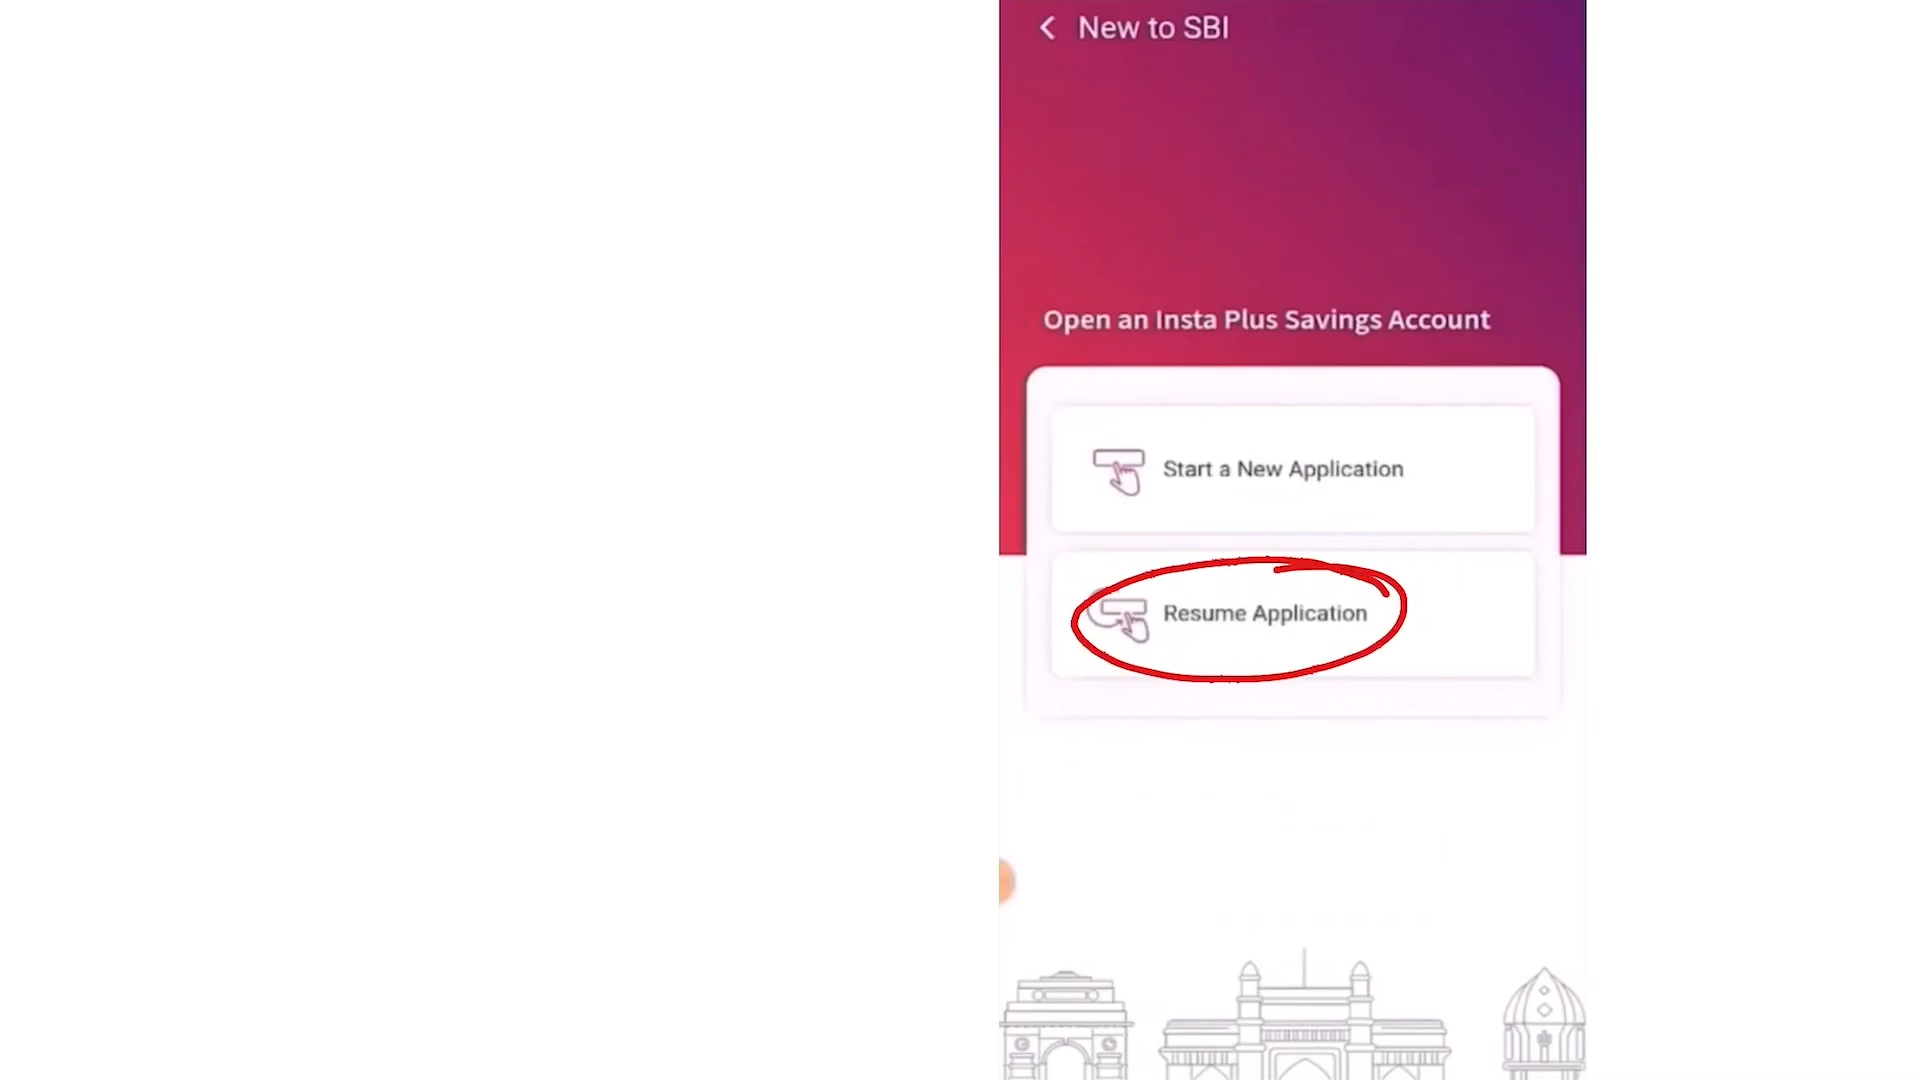 New to SBI
Open an Insta Plus Savings Account
Start a New Application
Resume Application